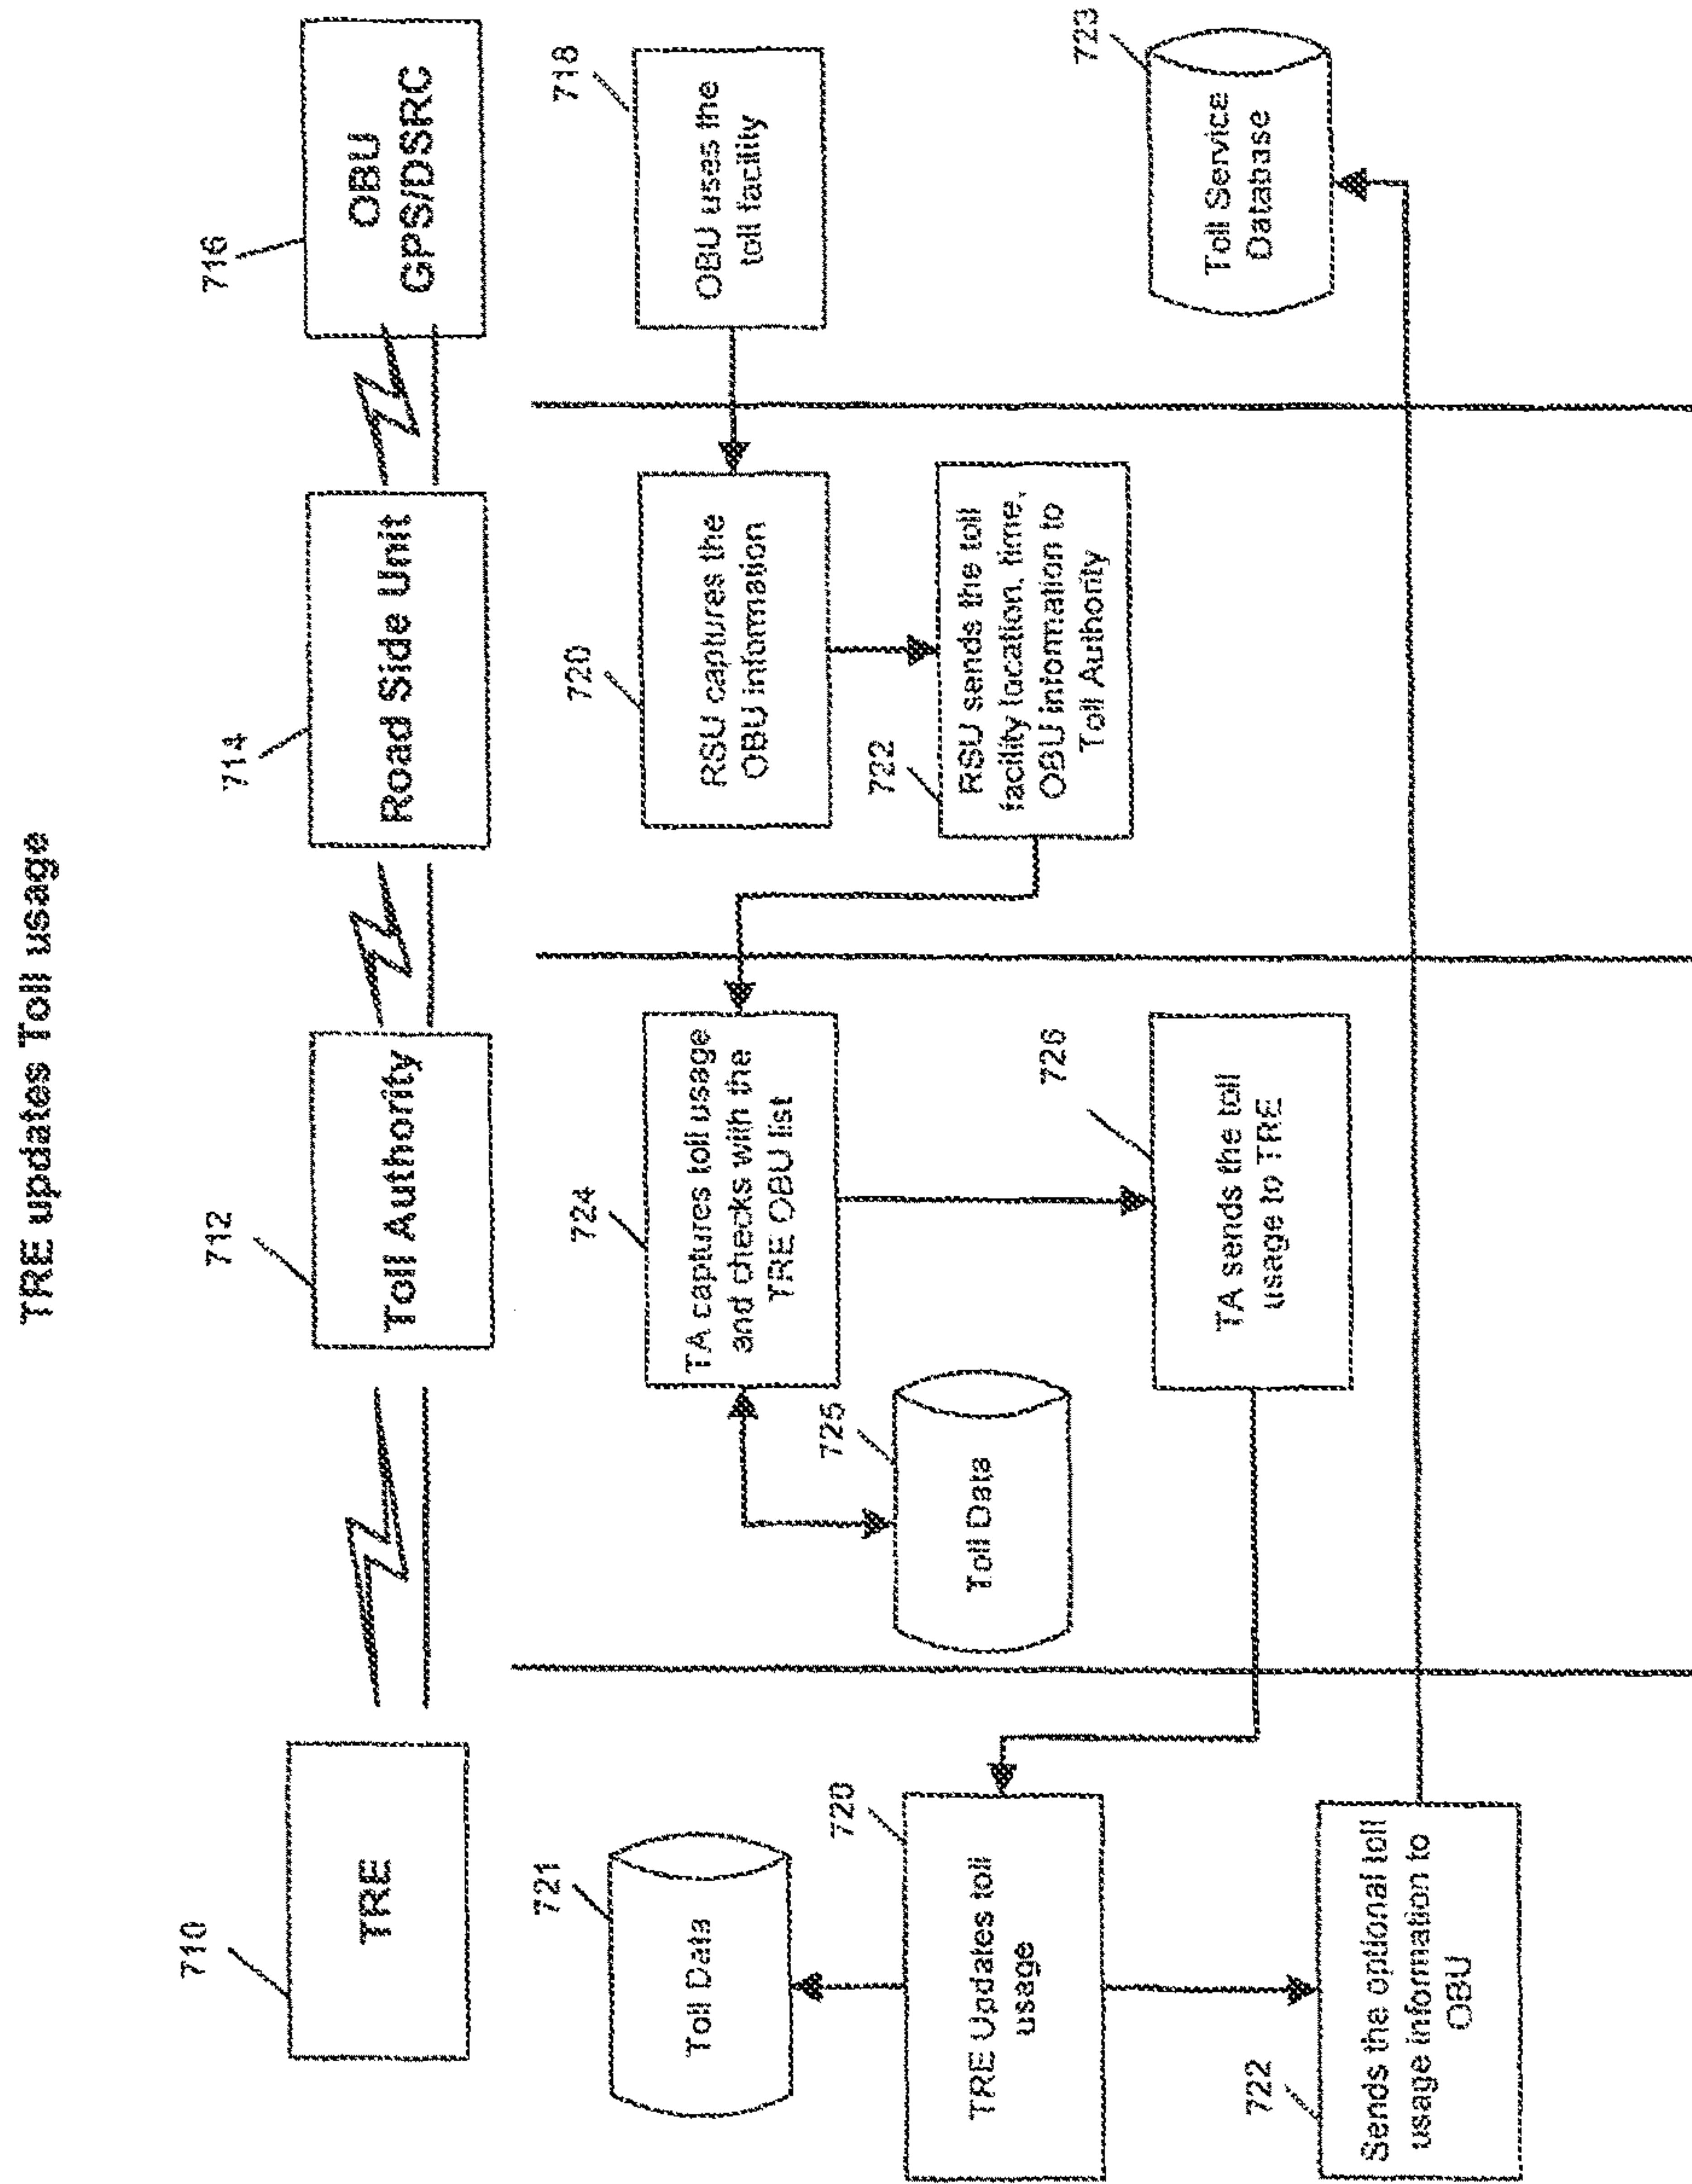 TRE updates Toll usage
710
TRE
712
Toll Authority
714
Road Side Unit
716
OBU
GPS/DSRC
718
OBU uses the
toll facility
720
RSU captures the
OBU information
722
RSU sends the toll
facility location, time,
OBU information to
Toll Authority
724
TA captures toll usage
and checks with the
TRE OBU list
725
Toll Data
726
TA sends the toll
usage to TRE
721
Toll Data
720
TRE Updates toll
usage
722
Sends the optional toll
usage information to
OBU
723
Toll Service
Database